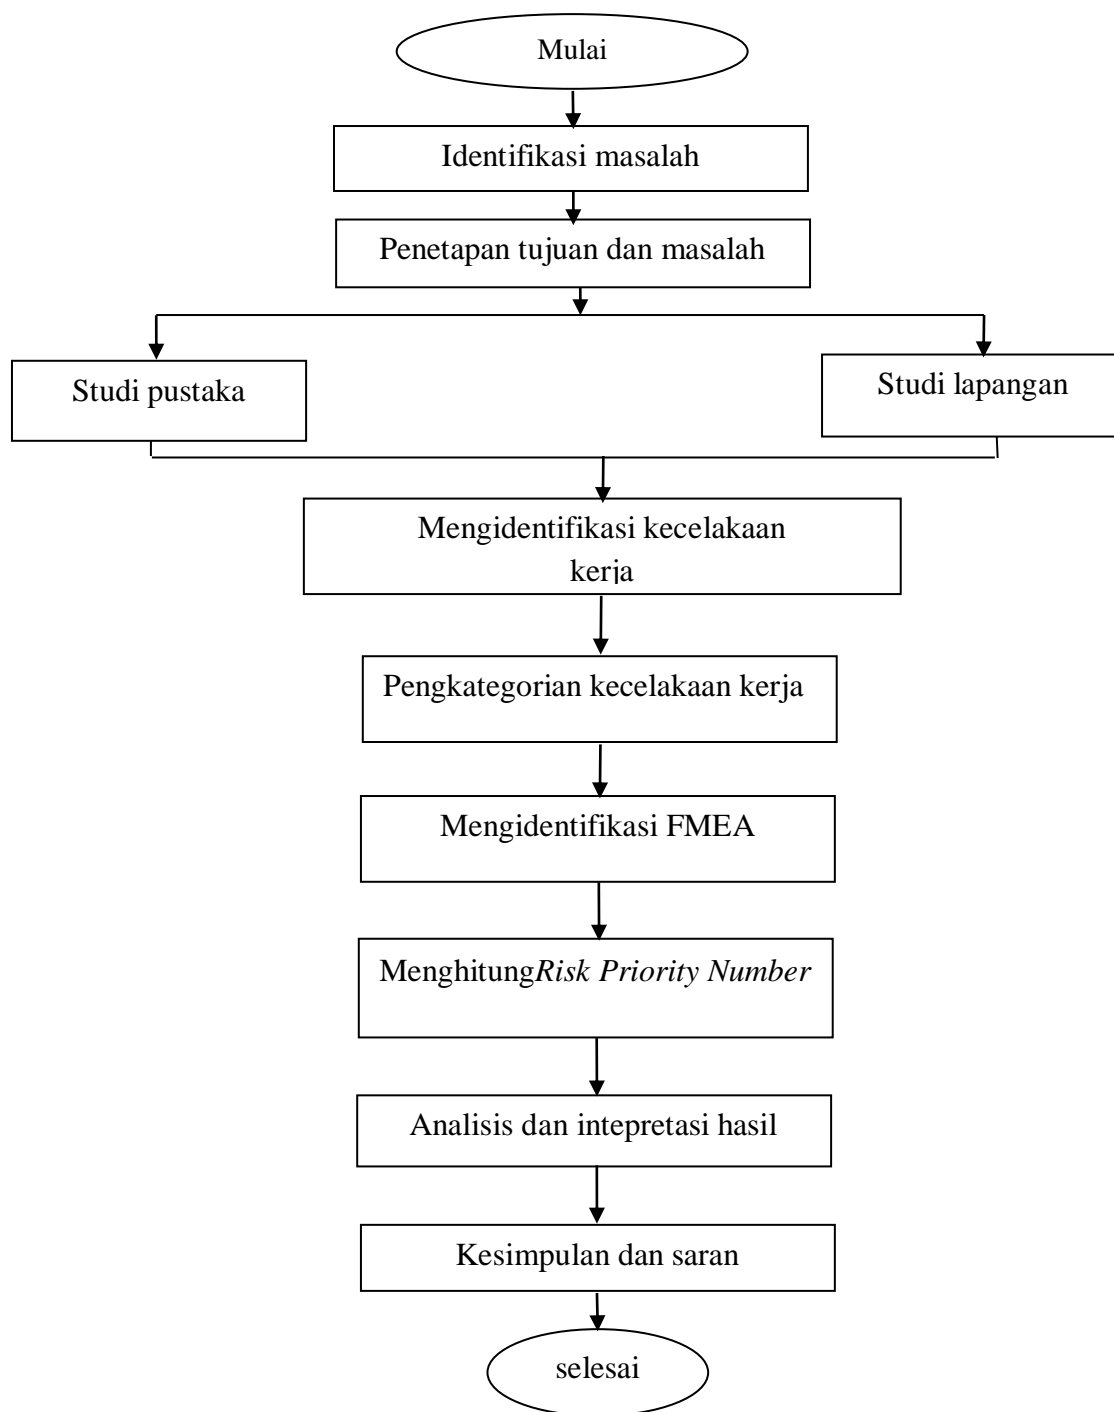 Mulai
Identifikasi masalah
Penetapan tujuan dan masalah
Studi pustaka
Studi lapangan
Mengidentifikasi kecelakaan
kerja
Pengkategorian kecelakaan kerja
Mengidentifikasi FMEA
MenghitungRisk Priority Number
Analisis dan intepretasi hasil
Kesimpulan dan saran
selesai